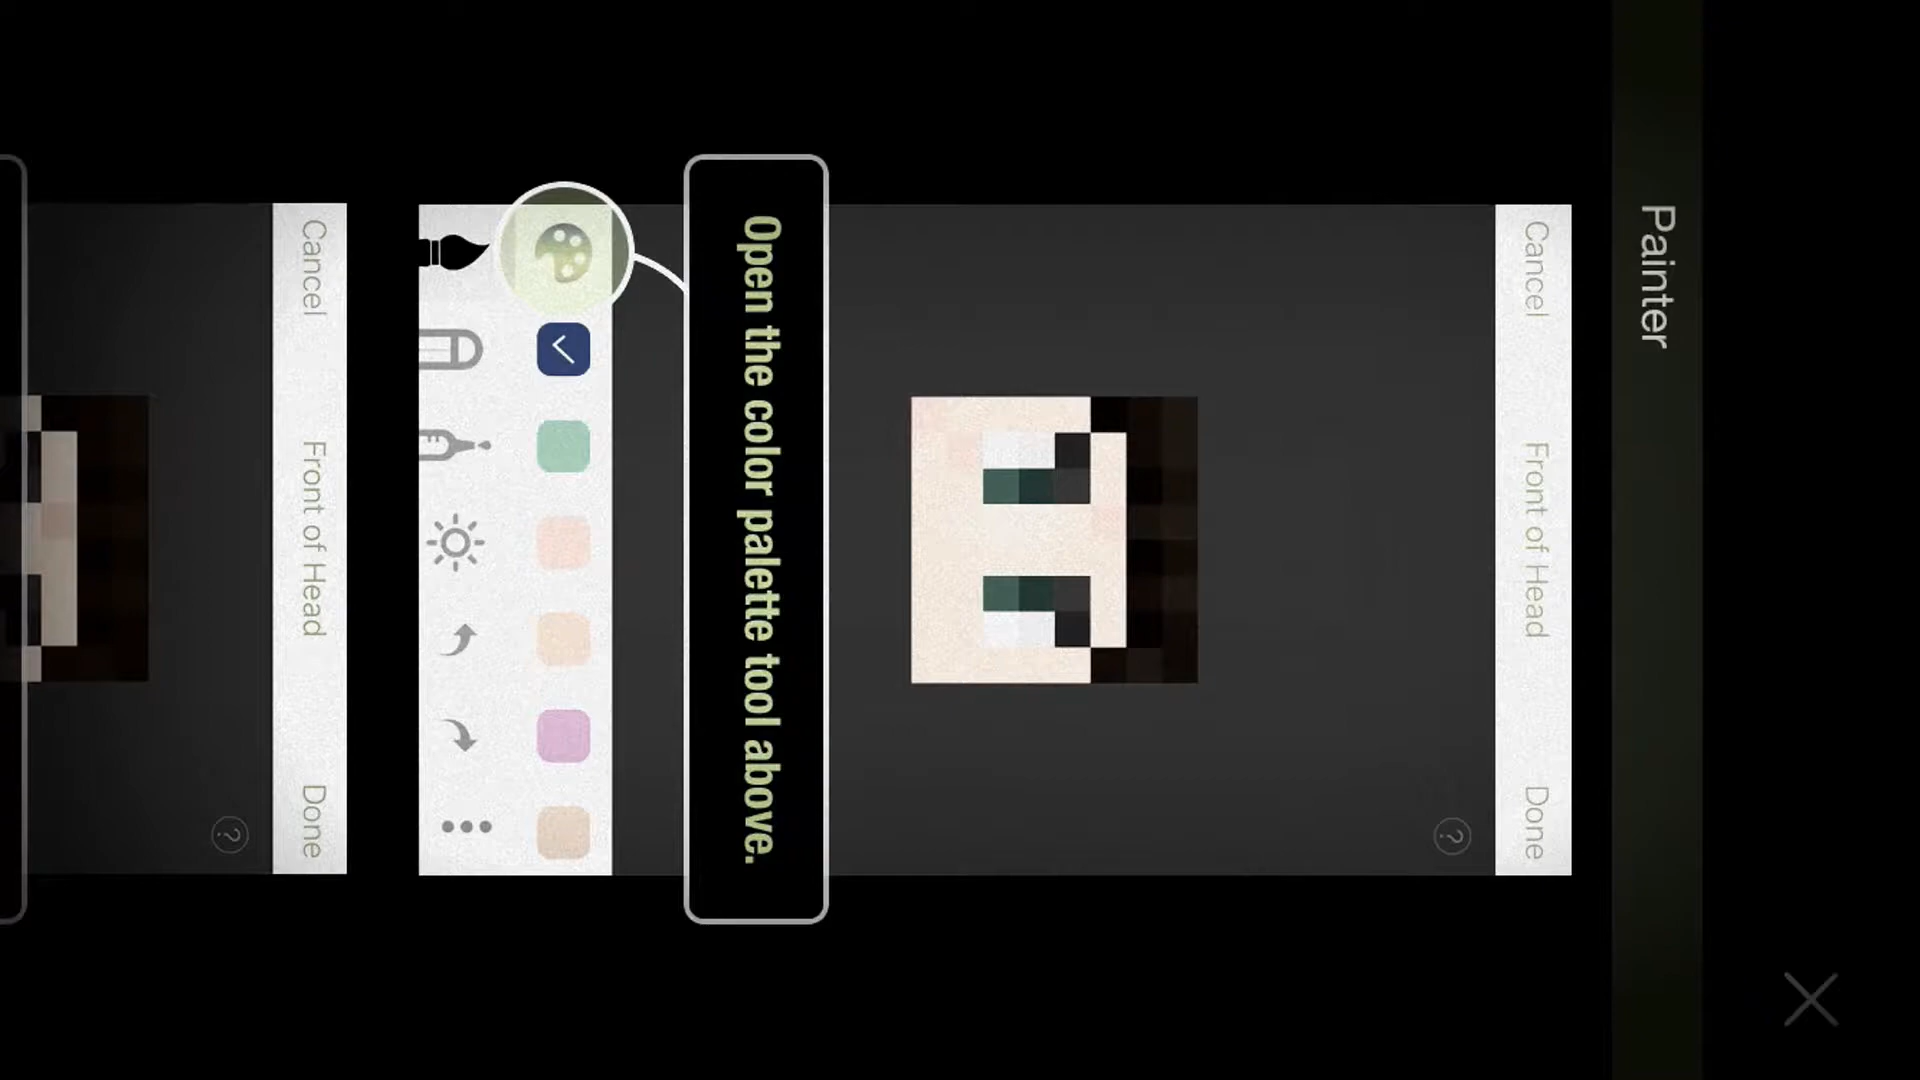 Painter
Cancel
Front of Head
Done
?
Open the color palette tool above.
Cancel
Front of Head
Done
?